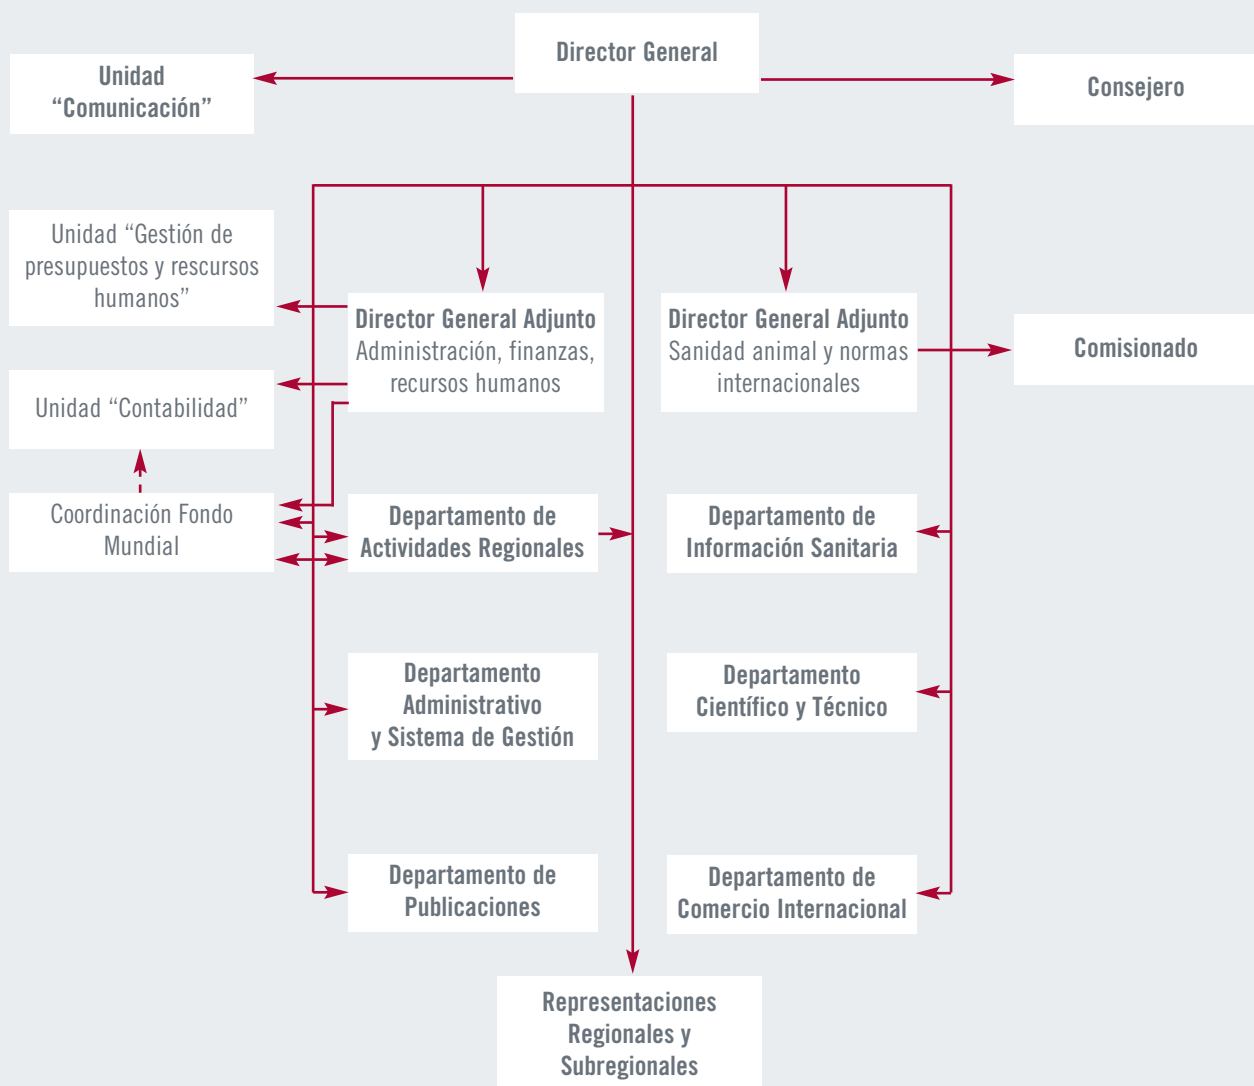 Director General
Unidad
“Comunicación”
Consejero
Unidad “Gestión de
presupuestos y rescursos
humanos”
Director General Adjunto
Administración, finanzas,
recursos humanos
Director General Adjunto
Sanidad animal y normas
internacionales
Comisionado
Unidad “Contabilidad”
Coordinación Fondo
Mundial
Departamento de
Actividades Regionales
Departamento de
Información Sanitaria
Departamento
Administrativo
y Sistema de Gestión
Departamento
Científico y Técnico
Departamento de
Publicaciones
Departamento de
Comercio Internacional
Representaciones
Regionales y
Subregionales